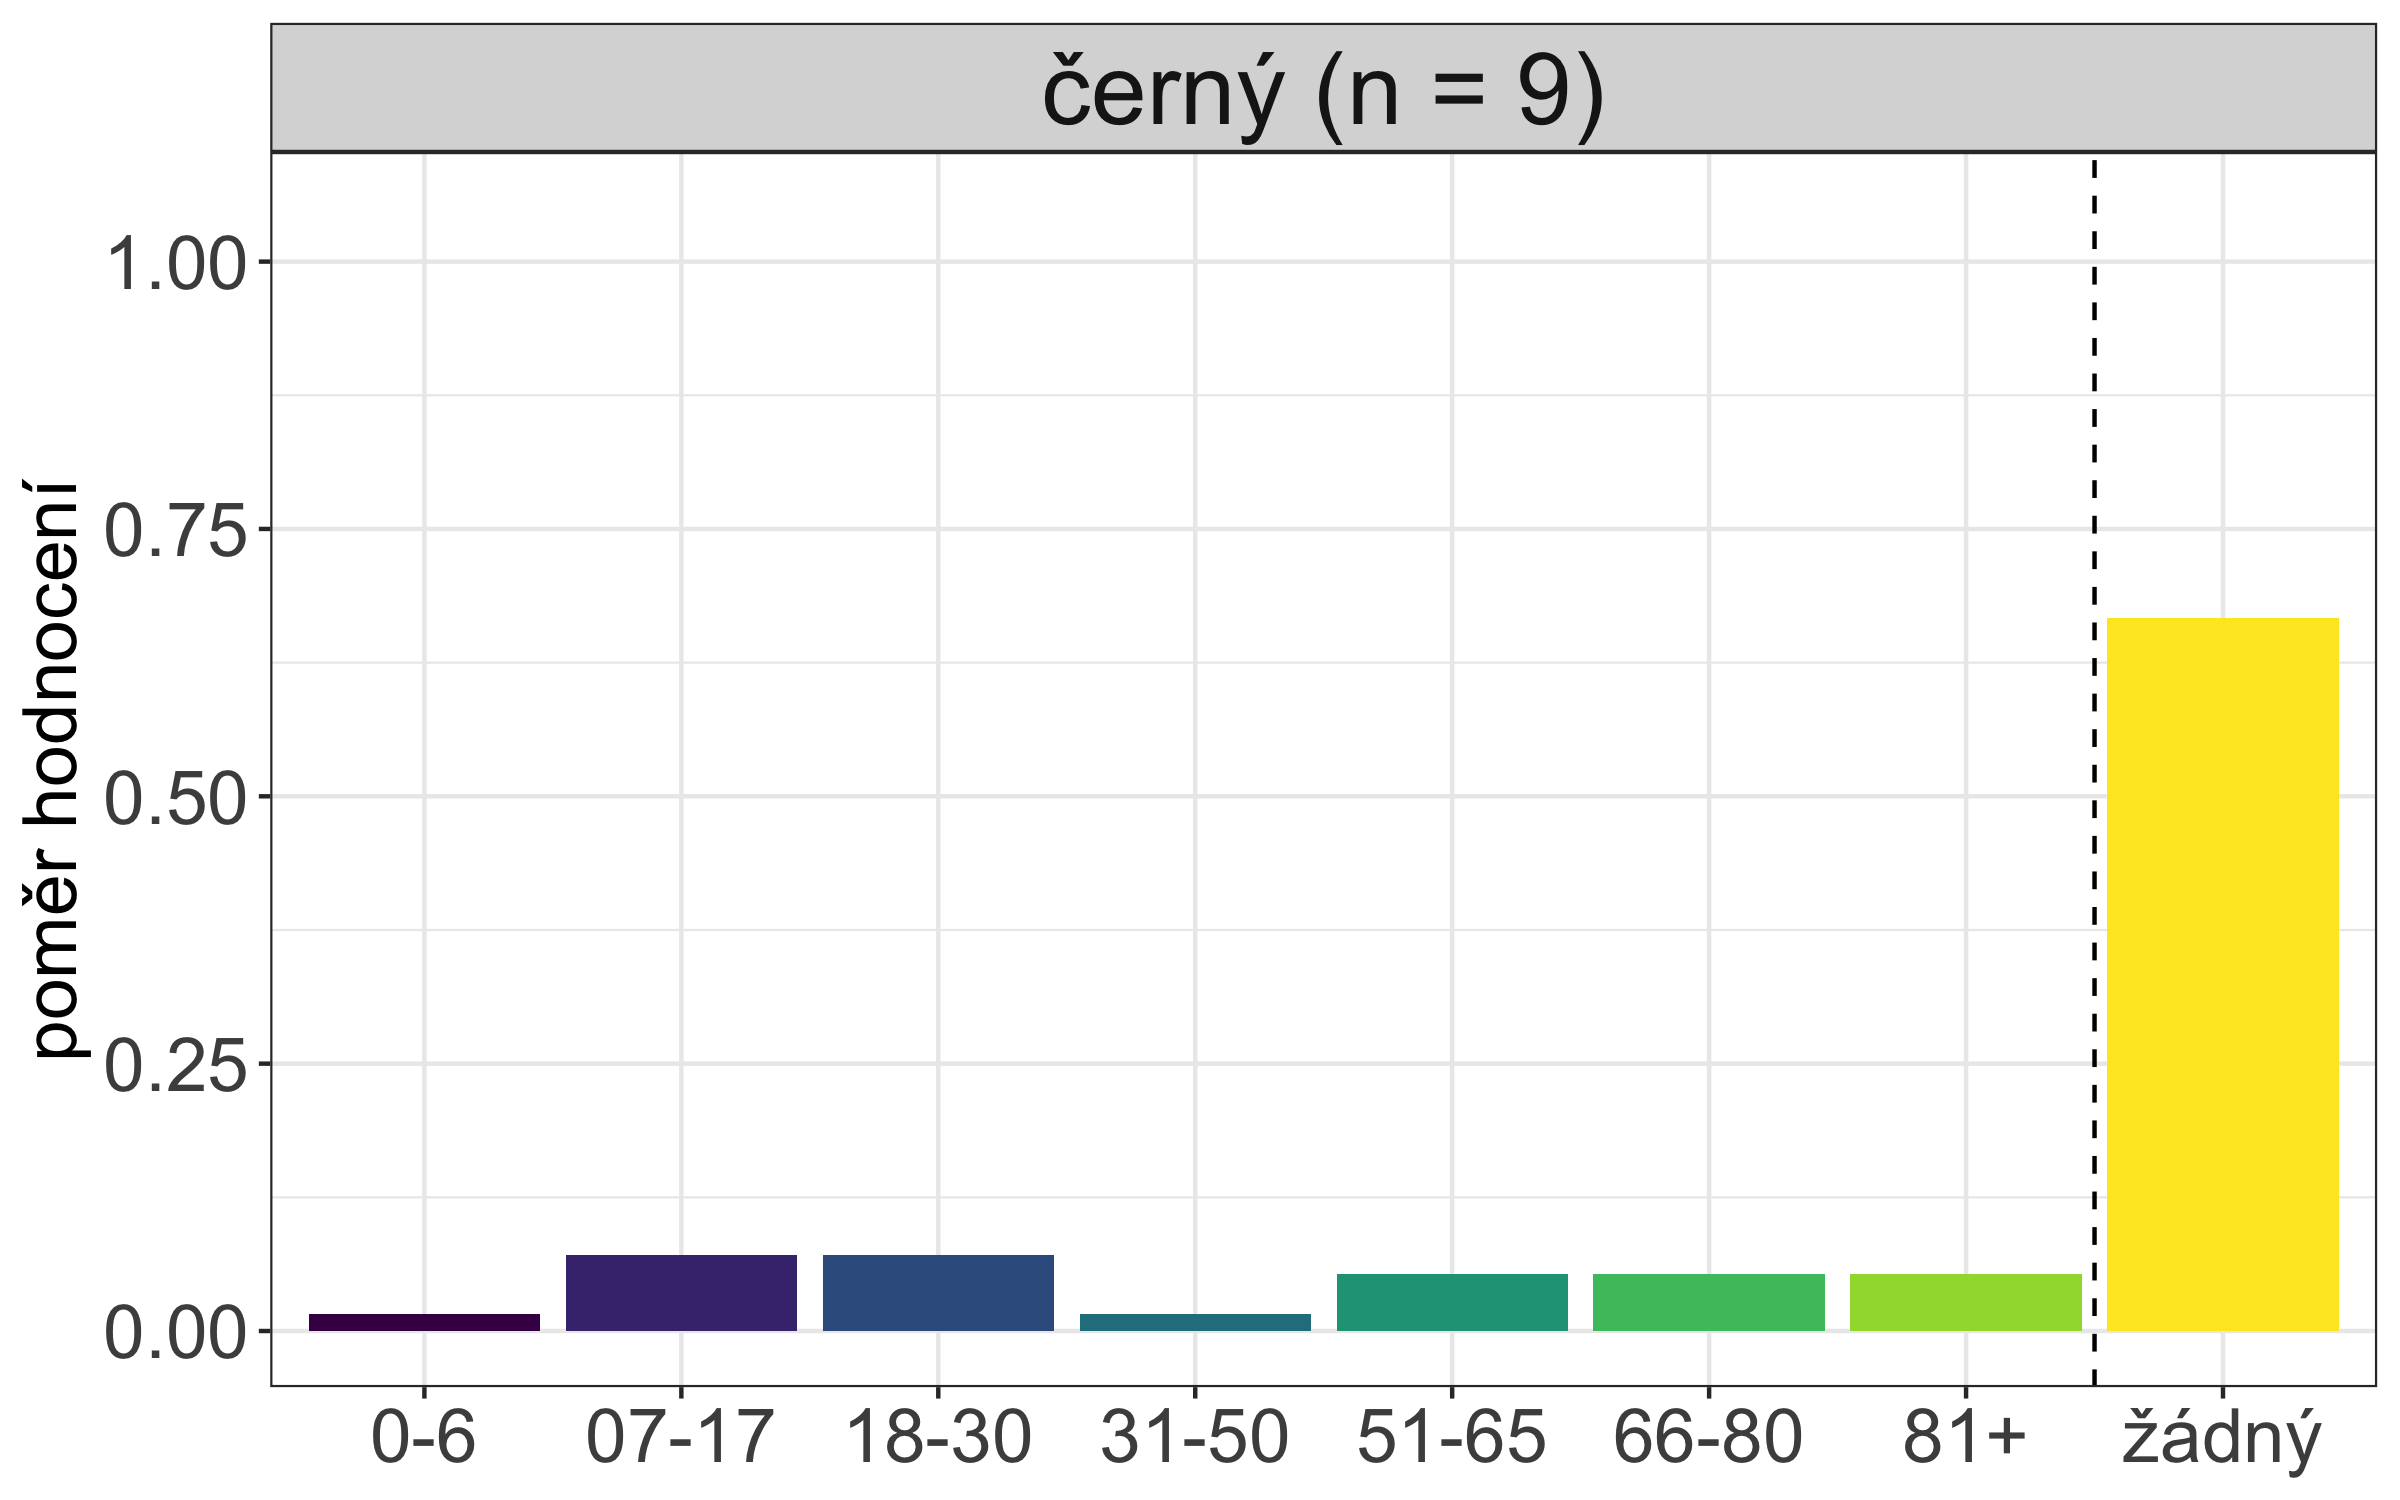 černý (n = 9)
poměr hodnocení
1.00
0.75
0.50
0.25
0.00
0-6 07-17 18-30 31-50 51-65 66-80 81+ žádný